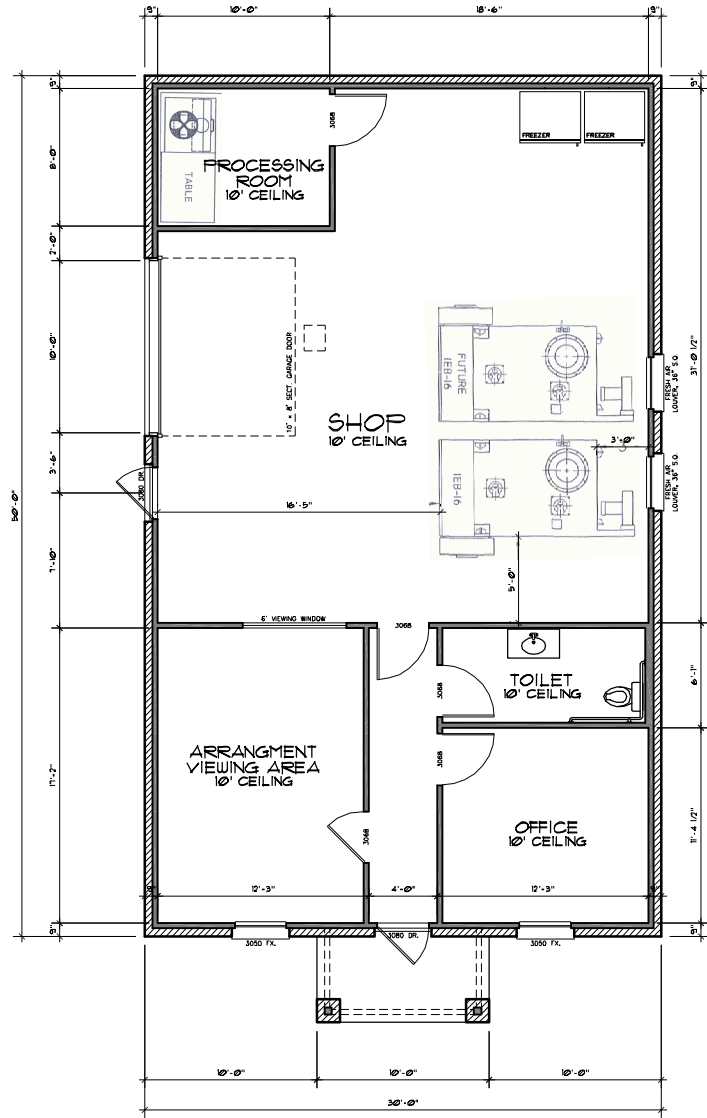 9"
10'-0"
18'-6"
9"
9"
8'-0"
2'-0"
10'-0"
3'-6"
7'-10"
17'-2"
9"
50'-0"
3068
PROCESSING
ROOM
10' CEILING
TABLE
FREEZER
FREEZER
10' x 8' SECT. GARAGE DOOR
SHOP
10' CEILING
FUTURE
IEB-16
IEB-16
FRESH AIR
LOUVER, 36" S.Q.
FRESH AIR
LOUVER, 36" S.Q.
3'-0"
31'-0 1/2"
3080 DR.
16'-5"
5'-0"
6' VIEWING WINDOW
3068
TOILET
10' CEILING
3068
6'-1"
ARRANGMENT
VIEWING AREA
10' CEILING
3068
3068
OFFICE
10' CEILING
11'-4 1/2"
9"
12'-3"
4'-0"
12'-3"
9"
9"
3050 FX.
3080 DR.
3050 FX.
10'-0"
10'-0"
10'-0"
30'-0"